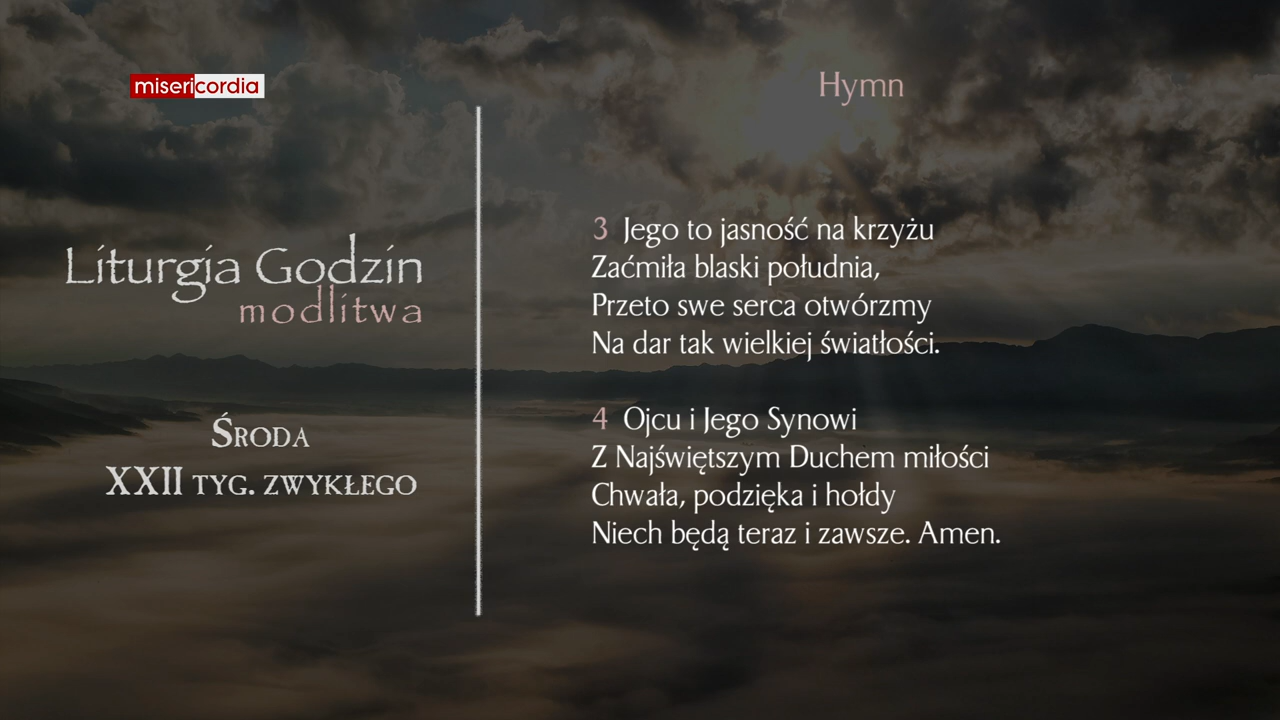 misericordia
Liturgia Godzin
modlitwa
Środa
XXII tyg. zwykłego
Hymn
3 Jego to jasność na krzyżu
Zaćmiła blaski południa,
Przeto swe serca otwórzmy
Na dar tak wielkiej światłości.
4 Ojcu i Jego Synowi
Z Najświętszym Duchem miłości
Chwała, podzięka i hołdy
Niech będą teraz i zawsze. Amen.